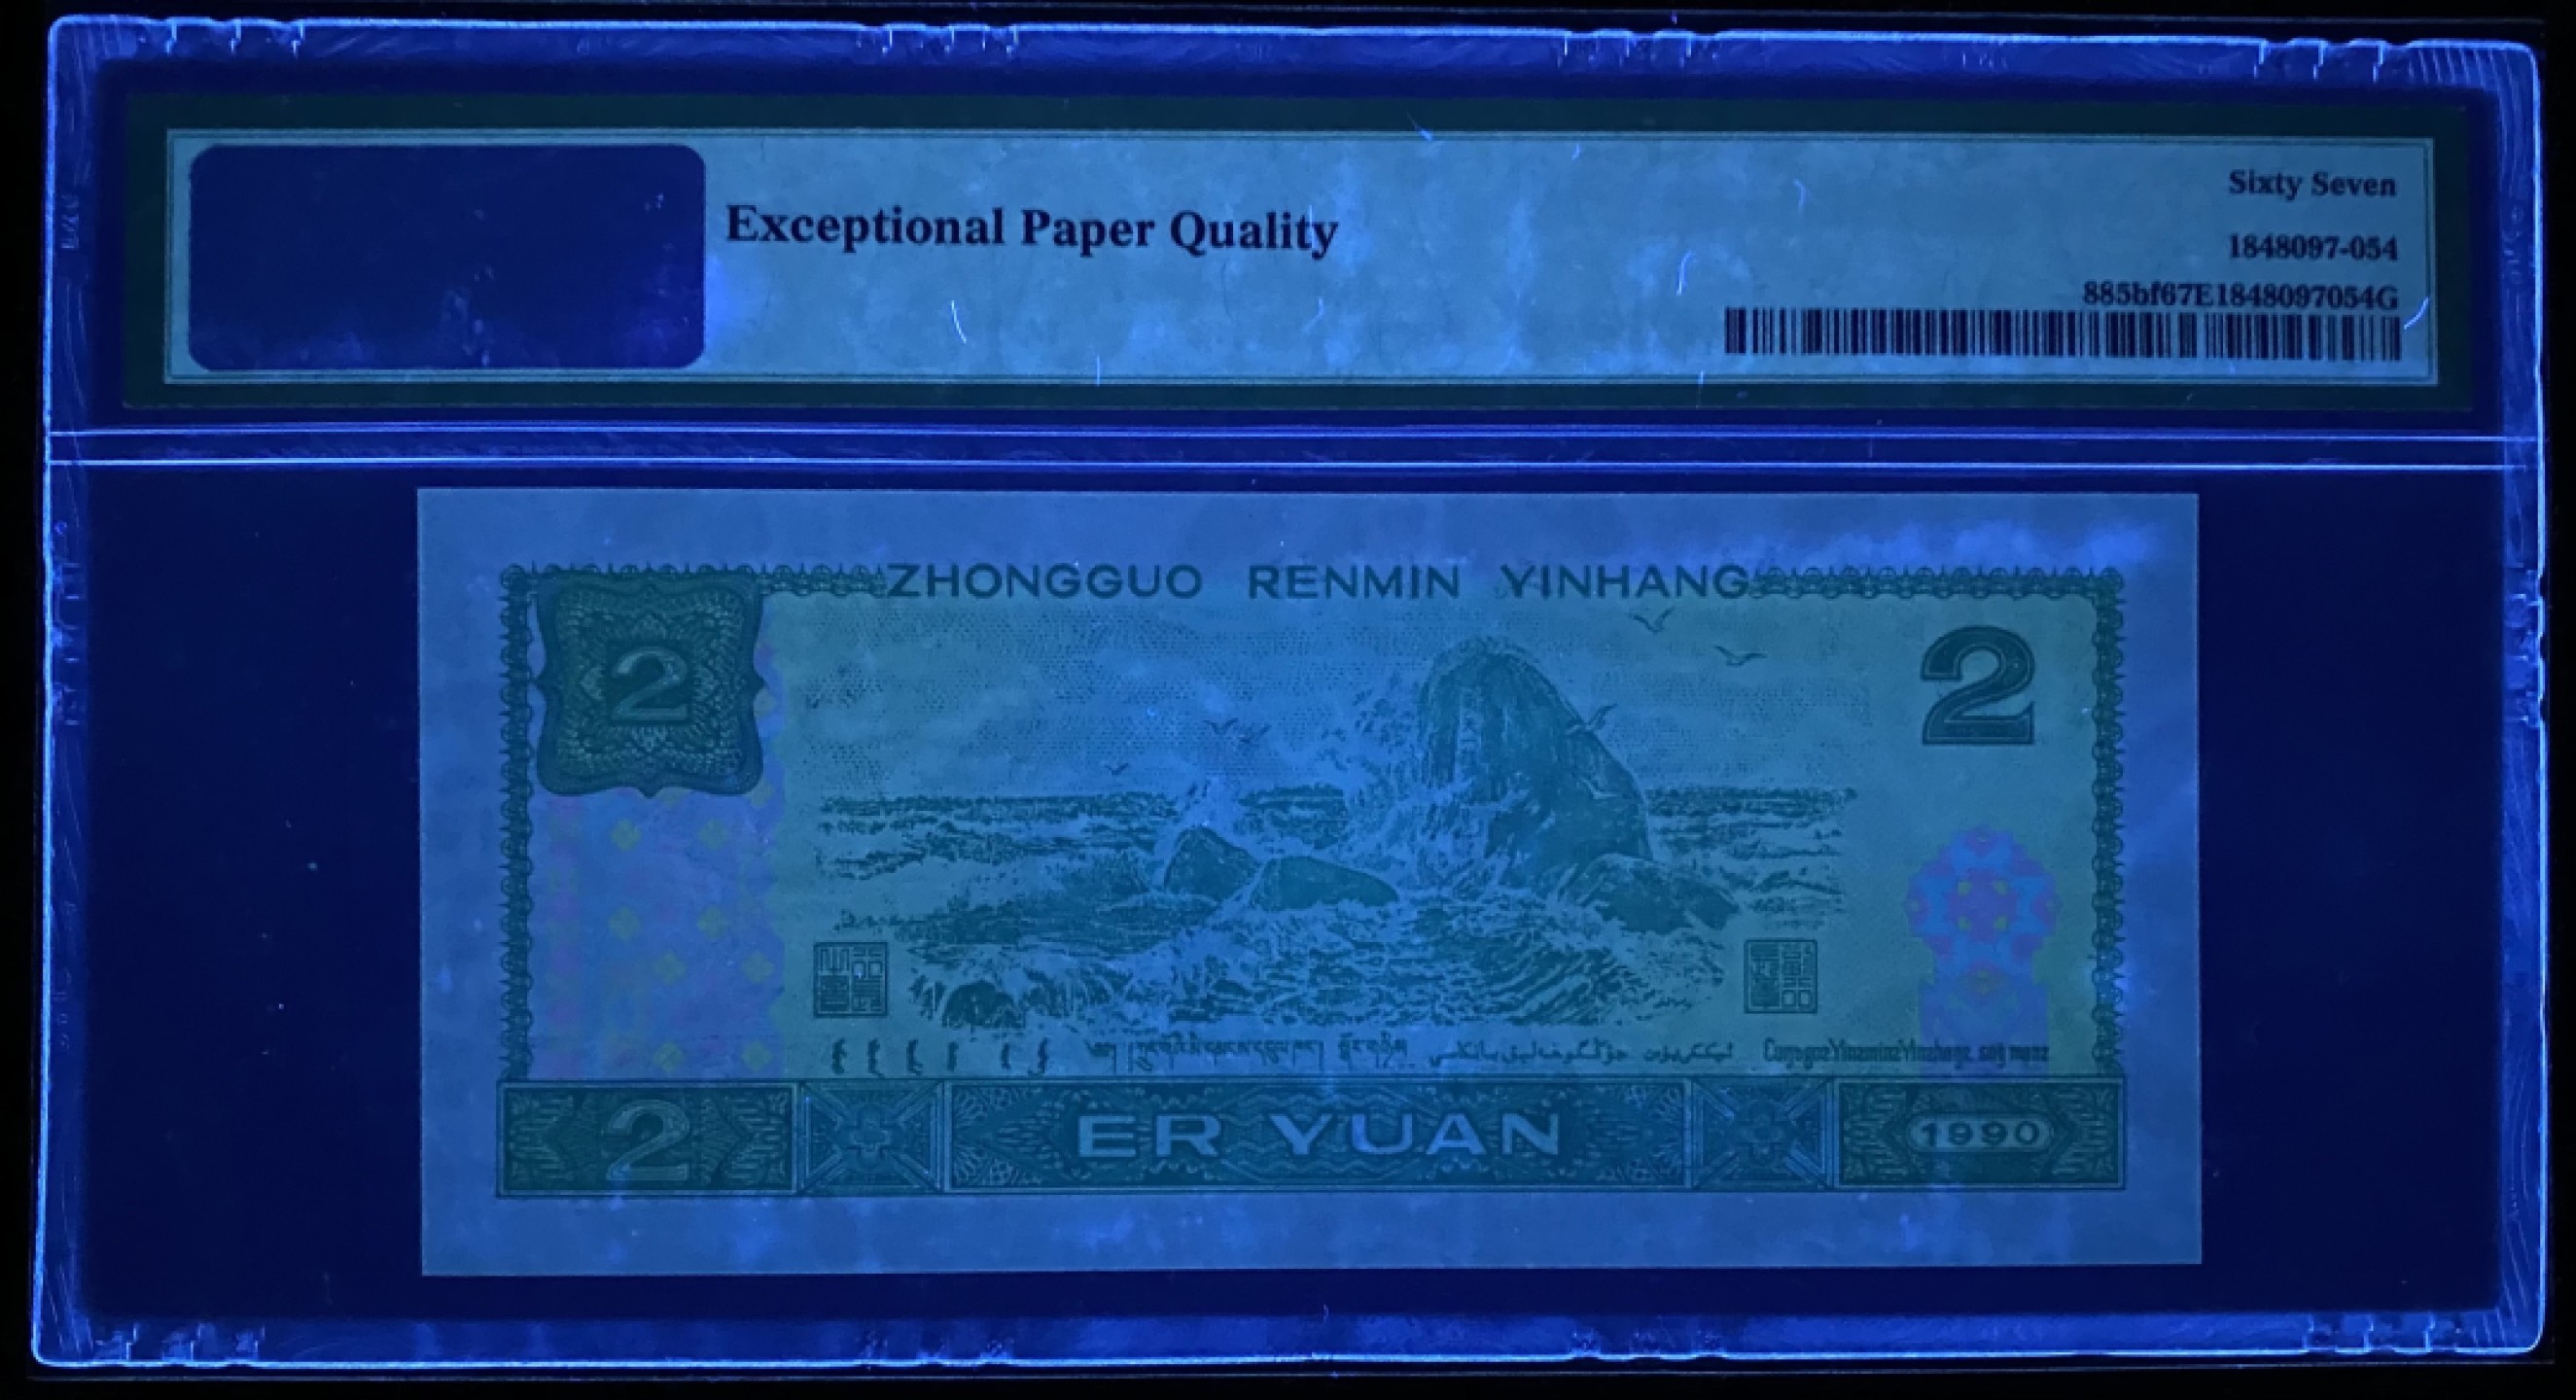 Exceptional Paper Quality
Sixty Seven
1848097-054
885bf67E1848097054G
ZHONGGUO RENMIN YINHANG
2
2
2
ER YUAN
1990